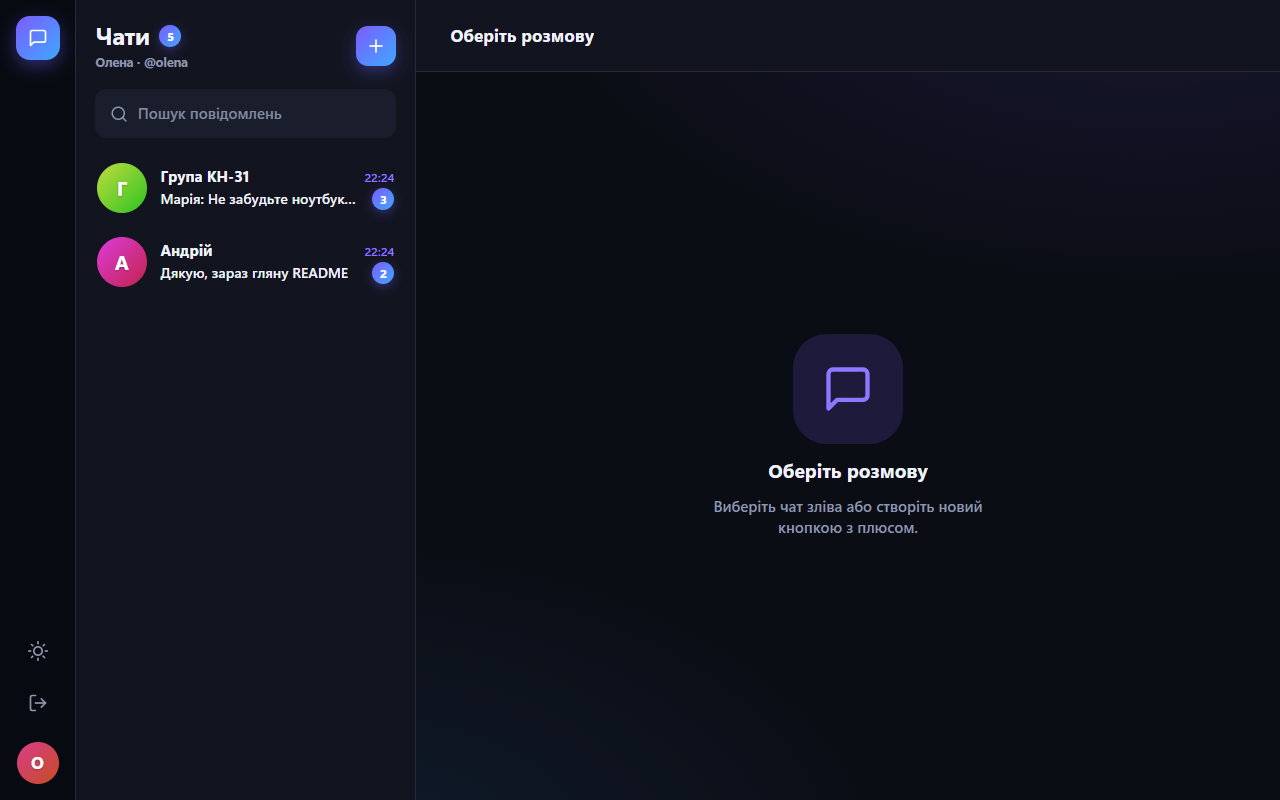 Чати 5
Олена · @olena
Пошук повідомлень
Г
Група КН-31
22:24
Марія: Не забудьте ноутбук...
3
А
Андрій
22:24
Дякую, зараз гляну README
2
О
Оберіть розмову
Оберіть розмову
Виберіть чат зліва або створіть новий
кнопкою з плюсом.